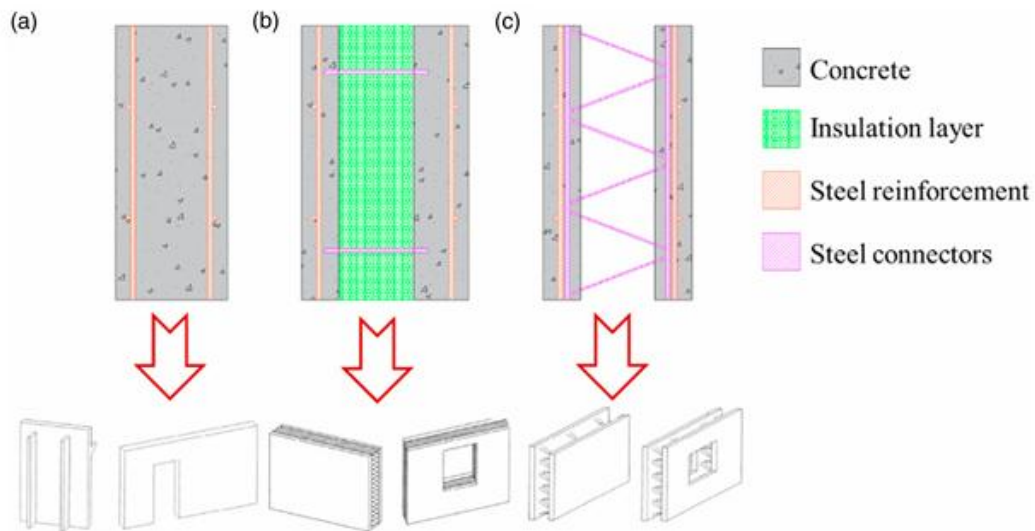 (a)
(b)
(c)
Concrete
Insulation layer
Steel reinforcement
Steel connectors